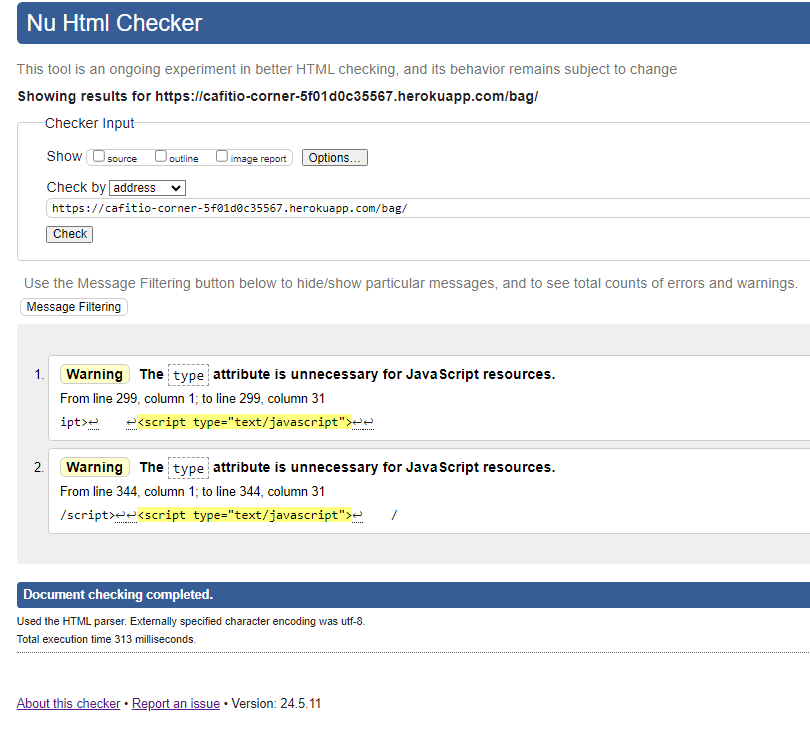 Nu Html Checker
This tool is an ongoing experiment in better HTML checking, and its behavior remains subject to change
Showing results for https://cafitio-corner-5f01d0c35567.herokuapp.com/bag/
Checker Input
Show source outline image report Options...
Check by address
https://cafitio-corner-5f01d0c35567.herokuapp.com/bag/
Check
Use the Message Filtering button below to hide/show particular messages, and to see total counts of errors and warnings.
Message Filtering
1. Warning The type attribute is unnecessary for JavaScript resources.
From line 299, column 1; to line 299, column 31
ipt>↩ ↩<script type="text/javascript">↩↩
2. Warning The type attribute is unnecessary for JavaScript resources.
From line 344, column 1; to line 344, column 31
/script>↩↩<script type="text/javascript">↩ /
Document checking completed.
Used the HTML parser. Externally specified character encoding was utf-8.
Total execution time 313 milliseconds.
About this checker • Report an issue • Version: 24.5.11